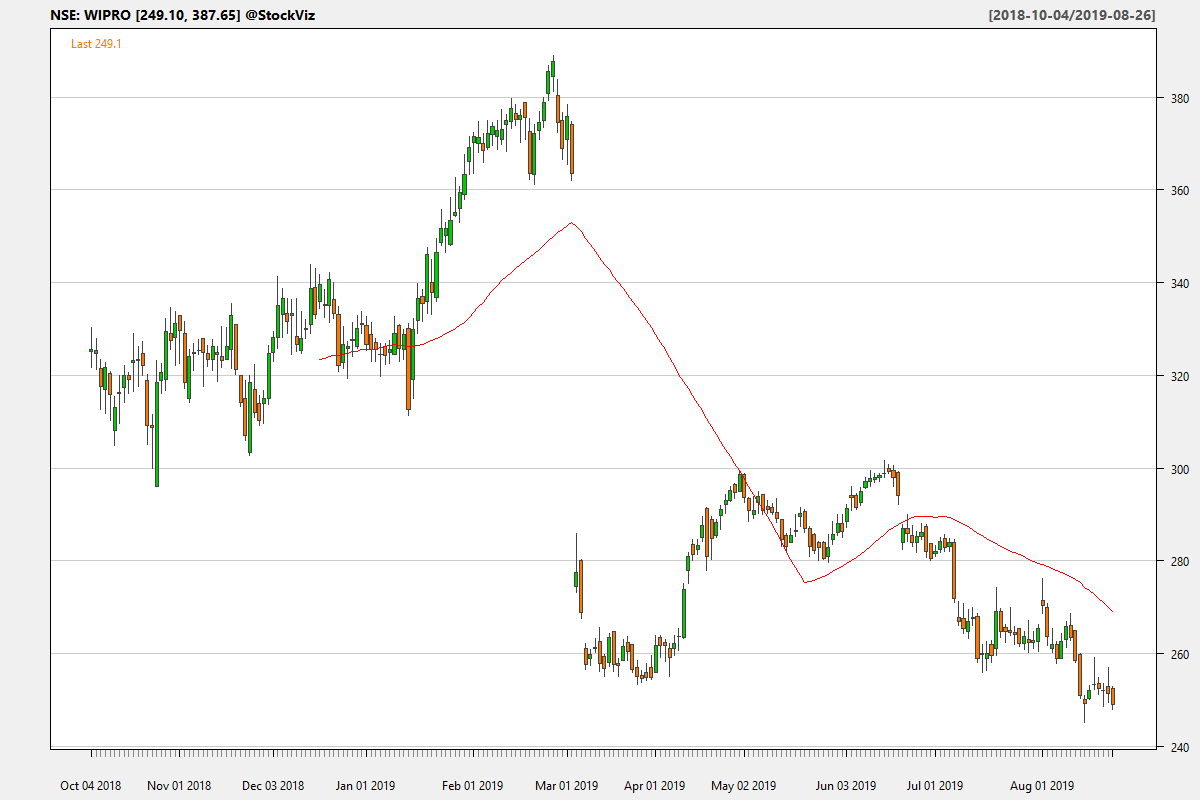 NSE: WIPRO [249.10, 387.65] @StockViz
[2018-10-04/2019-08-26]
Last 249.1
380
360
340
320
300
280
260
240
Oct 04 2018
Nov 01 2018
Dec 03 2018
Jan 01 2019
Feb 01 2019
Mar 01 2019
Apr 01 2019
May 02 2019
Jun 03 2019
Jul 01 2019
Aug 01 2019